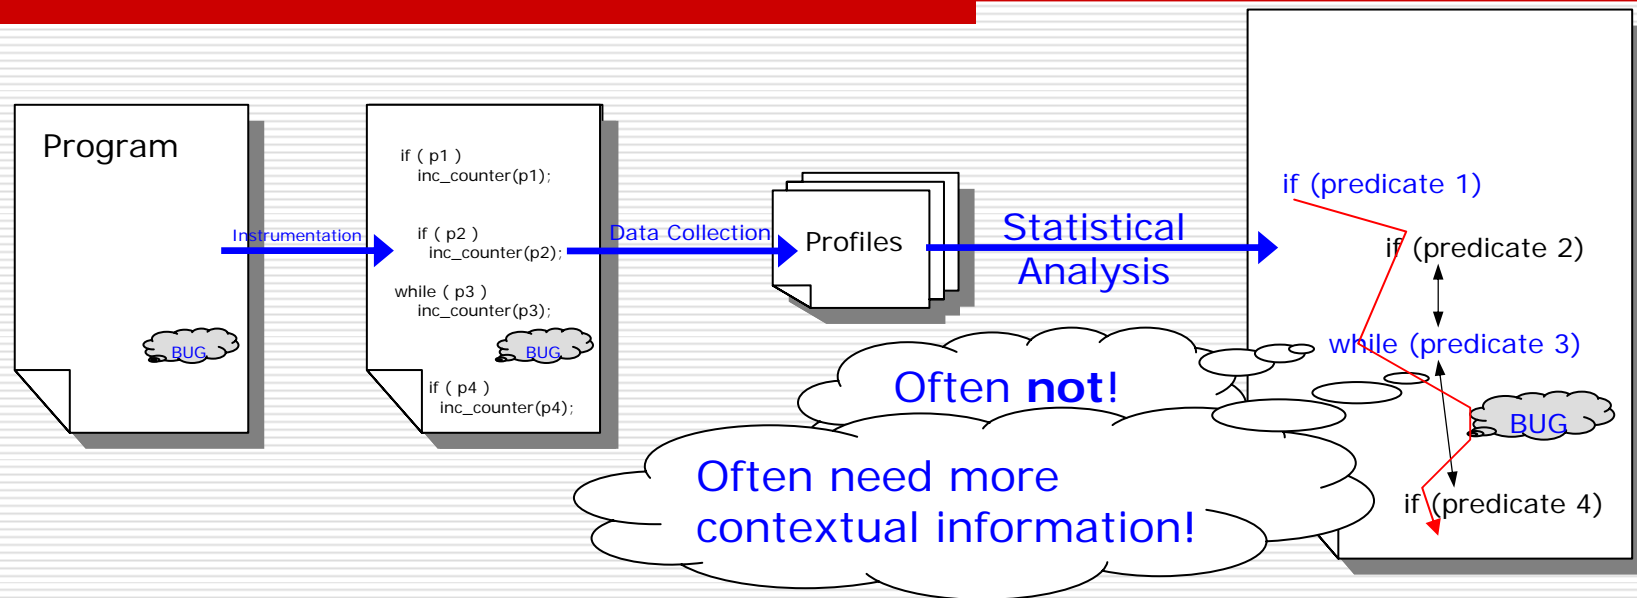 Program
BUG
Instrumentation
if ( p1 )
inc_counter(p1);
if ( p2 )
inc_counter(p2);
while ( p3 )
inc_counter(p3);
BUG
if ( p4 )
inc_counter(p4);
Data Collection
Profiles
Statistical
Analysis
Often not!
Often need more
contextual information!
if (predicate 1)
if (predicate 2)
while (predicate 3)
BUG
if (predicate 4)